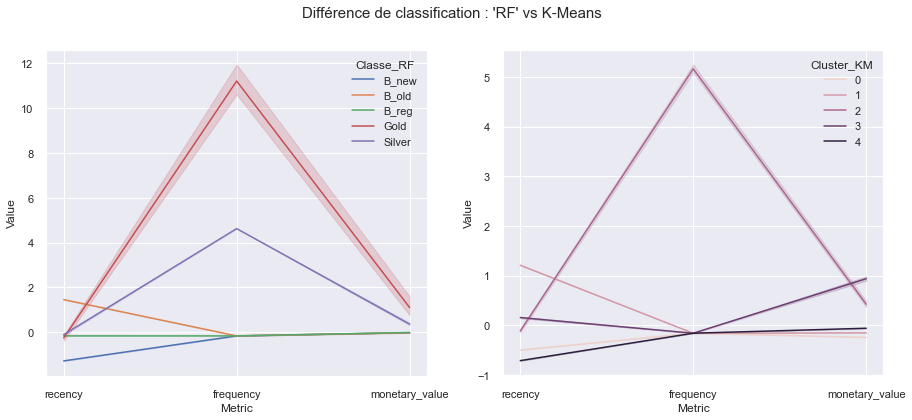 Différence de classification : 'RF' vs K-Means
Classe_RF
B_new
B_old
B_reg
Gold
Silver
12
10
8
6
4
2
0
Value
recency
frequency
monetary_value
Metric
Cluster_KM
0
1
2
3
4
5
4
3
2
1
0
−1
Value
recency
frequency
monetary_value
Metric